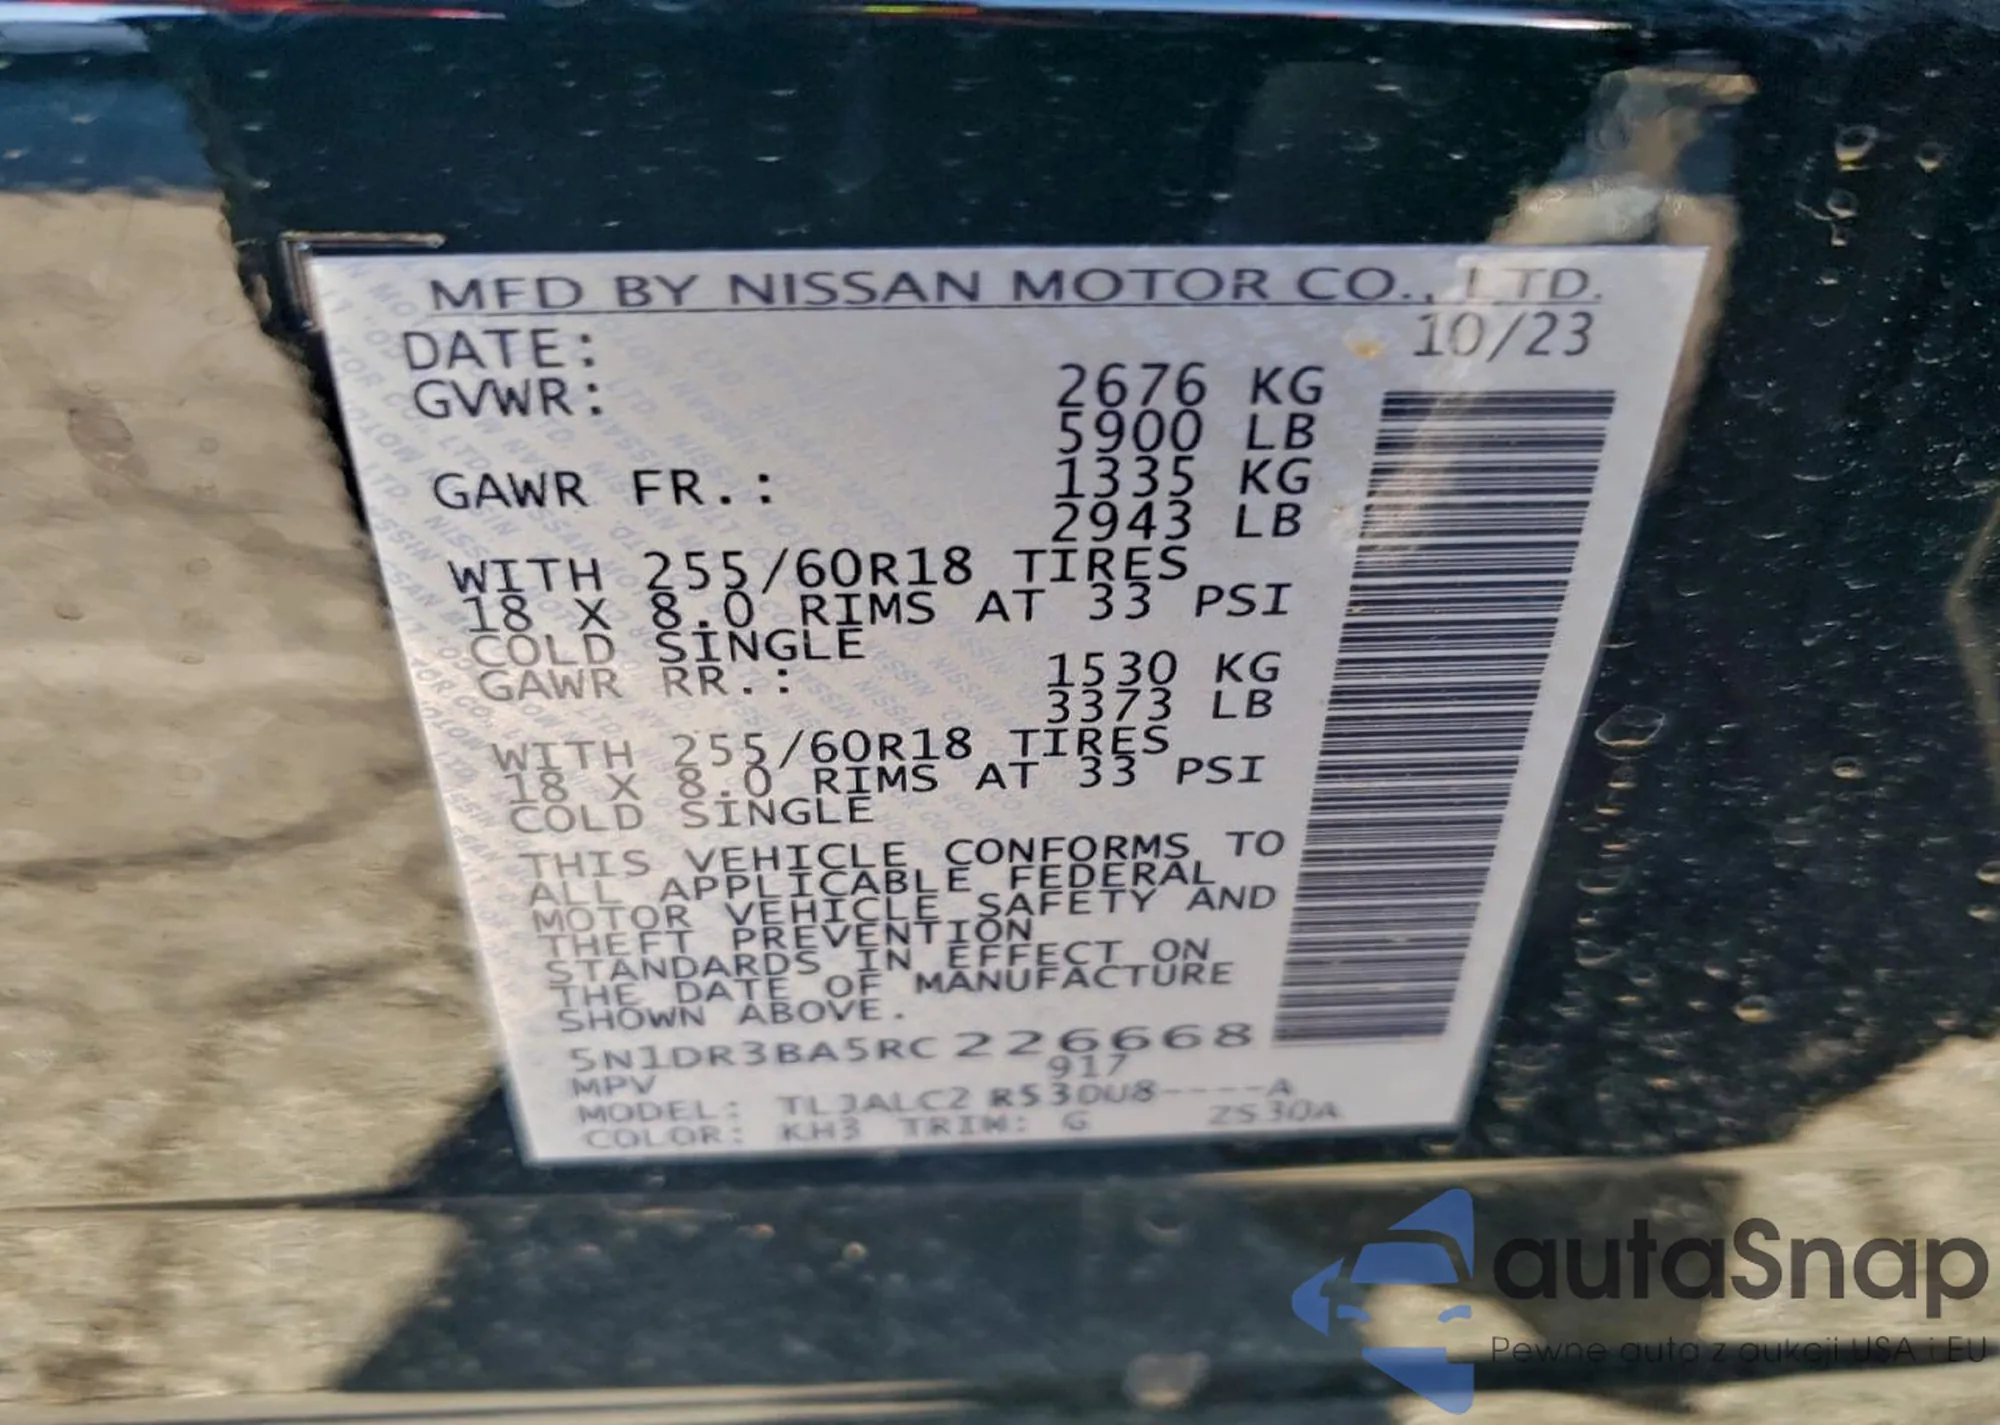 MFD BY NISSAN MOTOR CO., LTD.
DATE: 10/23
GVWR: 2676 KG
5900 LB
GAWR FR.: 1335 KG
2943 LB
WITH 255/60R18 TIRES
18 X 8.0 RIMS AT 33 PSI
COLD SINGLE
GAWR RR.: 1530 KG
3373 LB
WITH 255/60R18 TIRES
18 X 8.0 RIMS AT 33 PSI
COLD SINGLE
THIS VEHICLE CONFORMS TO
ALL APPLICABLE FEDERAL
MOTOR VEHICLE SAFETY AND
THEFT PREVENTION
STANDARDS IN EFFECT ON
THE DATE OF MANUFACTURE
SHOWN ABOVE.
5N1DR3BA5RC226668
MPV 917
MODEL: TLJALC2 R530U8----A
COLOR: KH3 TRIM: G ZS30A
autaSnap
Pewne auta z aukcji USA i EU